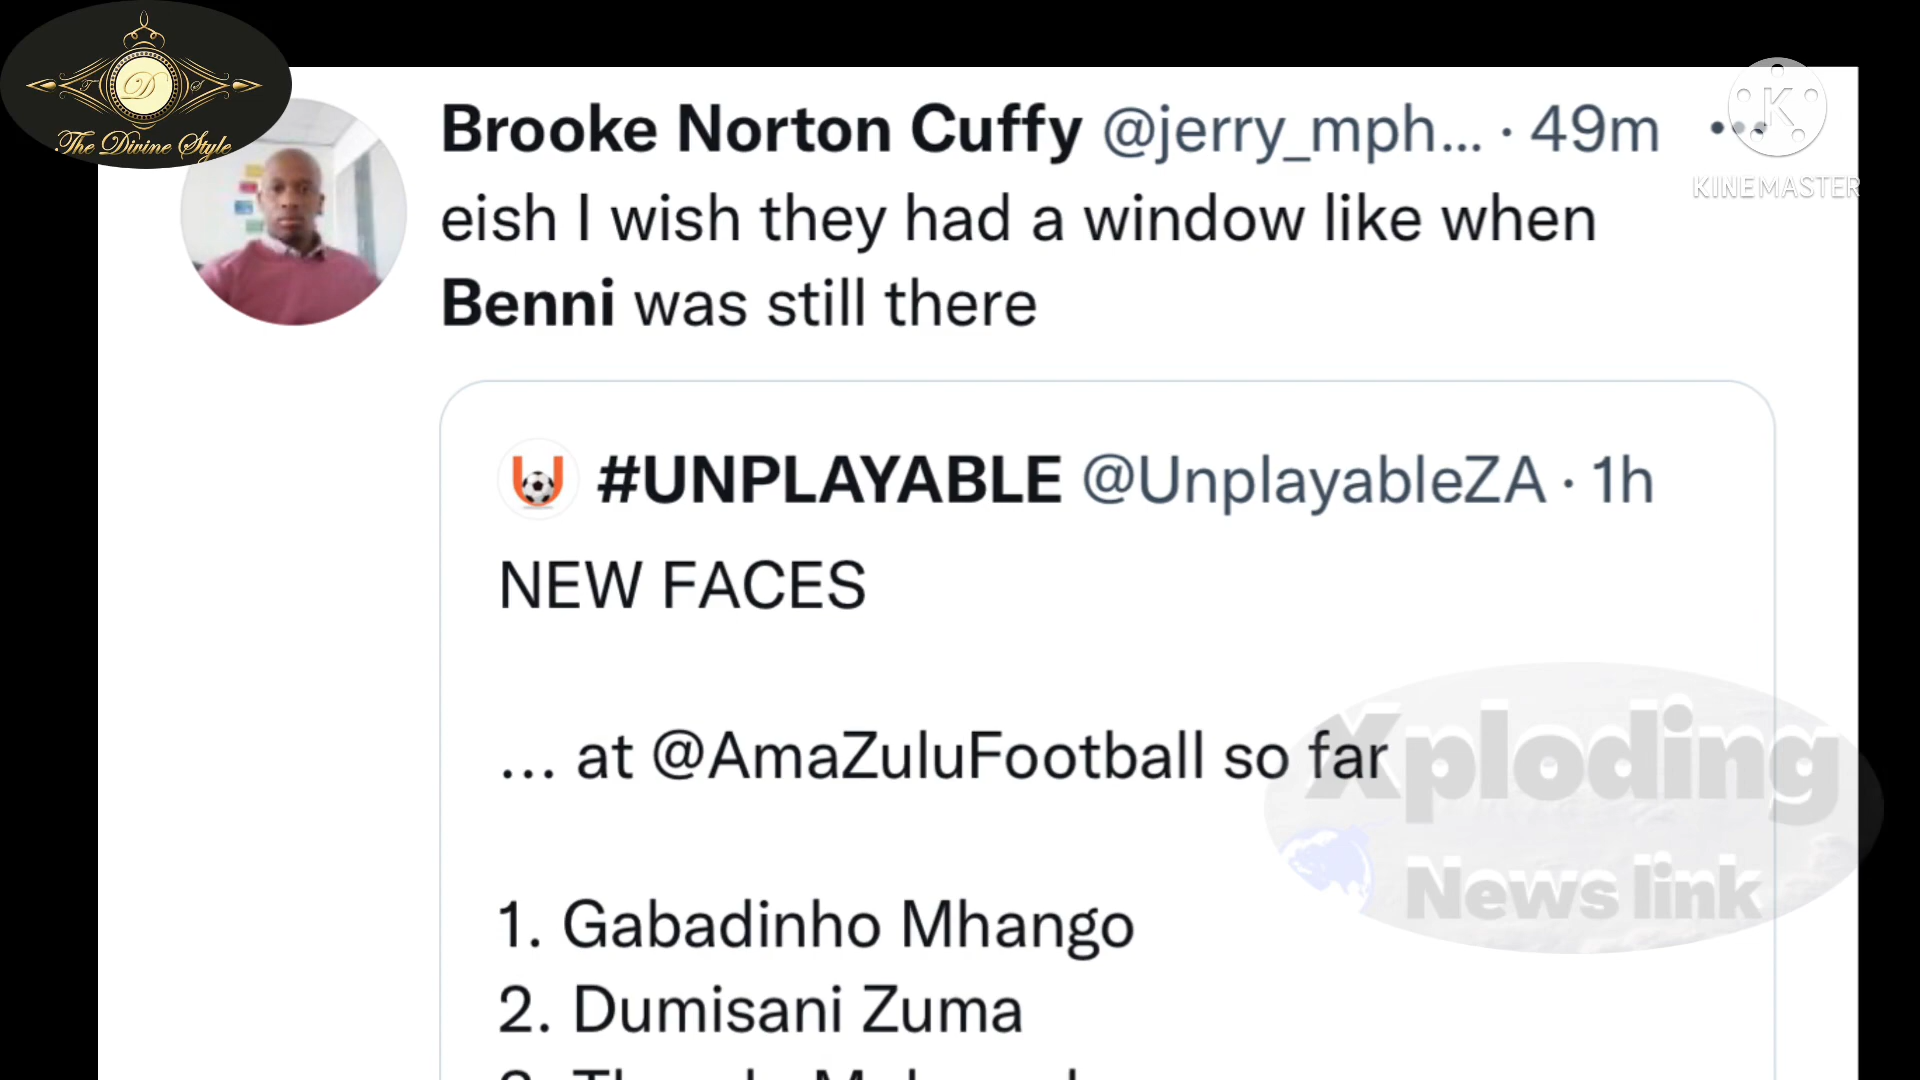 The Divine Style
Brooke Norton Cuffy @jerry_mph... · 49m
KINEMASTER
eish I wish they had a window like when
Benni was still there
#UNPLAYABLE @UnplayableZA · 1h
NEW FACES
... at @AmaZuluFootball so far
Xploding
News link
1. Gabadinho Mhango
2. Dumisani Zuma